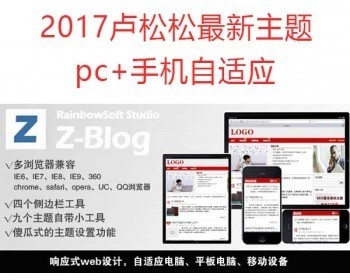 2017卢松松最新主题
pc+手机自适应
RainbowSoft Studio
Z Z-Blog
✓多浏览器兼容
IE6、IE7、IE8、IE9、360
chrome、safari、opera、UC、QQ浏览器
✓四个侧边栏工具
✓九个主题自带小工具
✓傻瓜式的主题设置功能
LOGO
LOGO
响应式web设计，自适应电脑、平板电脑、移动设备